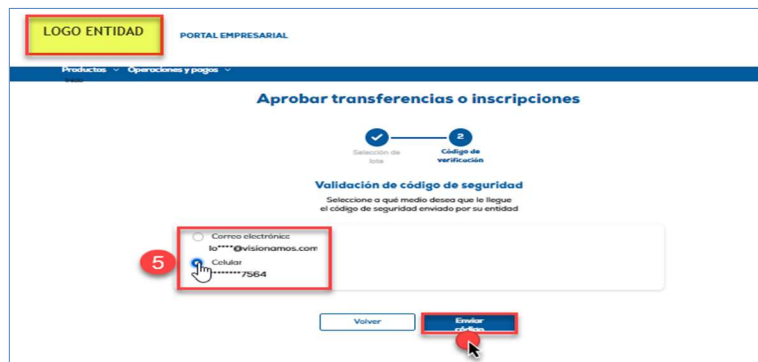 LOGO ENTIDAD
PORTAL EMPRESARIAL
Productos Operaciones y pagos
Aprobar transferencias o inscripciones
2
Selección de
lote
Código de
verificación
Validación de código de seguridad
Seleccione a qué medio desea que le llegue
el código de seguridad enviado por su entidad
Correo electrónico
lo****@visionamos.com
5
Celular
*******7564
Volver
Enviar
código